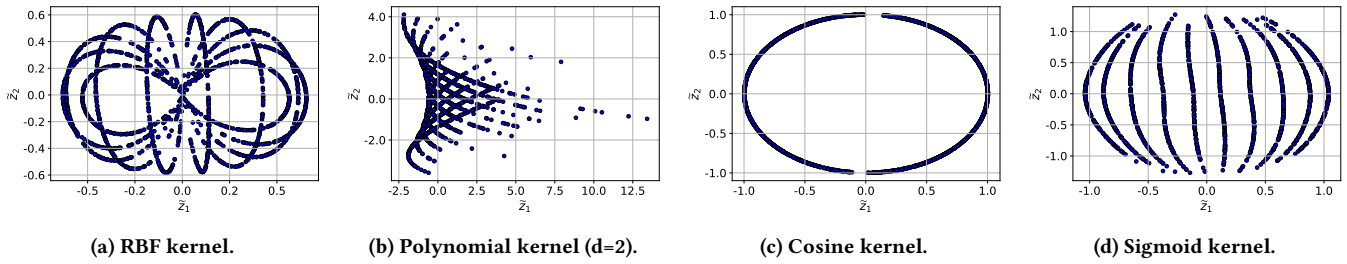 0.6
0.4
0.2
0.0
0.2
0.4
0.6
z̃₂
-0.5 -0.2 0.0 0.2 0.5
z̃₁
(a) RBF kernel.
4.0
2.0
0.0
-2.0
z̃₂
-2.5 0.0 2.5 5.0 7.5 10.0 12.5
z̃₁
(b) Polynomial kernel (d=2).
1.0
0.5
0.0
-0.5
-1.0
z̃₂
-1.0 -0.5 0.0 0.5 1.0
z̃₁
(c) Cosine kernel.
1.0
0.5
0.0
-0.5
-1.0
z̃₂
-1.0 -0.5 0.0 0.5 1.0
z̃₁
(d) Sigmoid kernel.